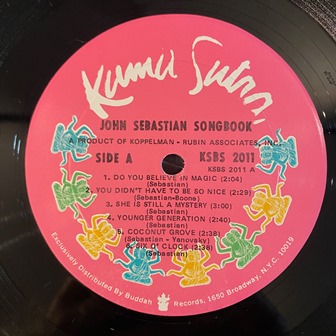 Kama Sutra
JOHN SEBASTIAN SONGBOOK
A PRODUCT OF KOPPELMAN - RUBIN ASSOCIATES, INC.
SIDE A
KSBS 2011
KSBS 2011 A
1. DO YOU BELIEVE IN MAGIC (2:04)
(Sebastian)
2. YOU DIDN'T HAVE TO BE SO NICE (2:29)
(Sebastian-Boone)
3. SHE IS STILL A MYSTERY (3:00)
(Sebastian)
4. YOUNGER GENERATION (2:40)
(Sebastian)
5. COCONUT GROVE (2:38)
(Sebastian - Yanovsky)
6. SIX O' CLOCK (2:38)
(Sebastian)
Exclusively Distributed By Buddah Records, 1650 Broadway, N.Y.C. 10019